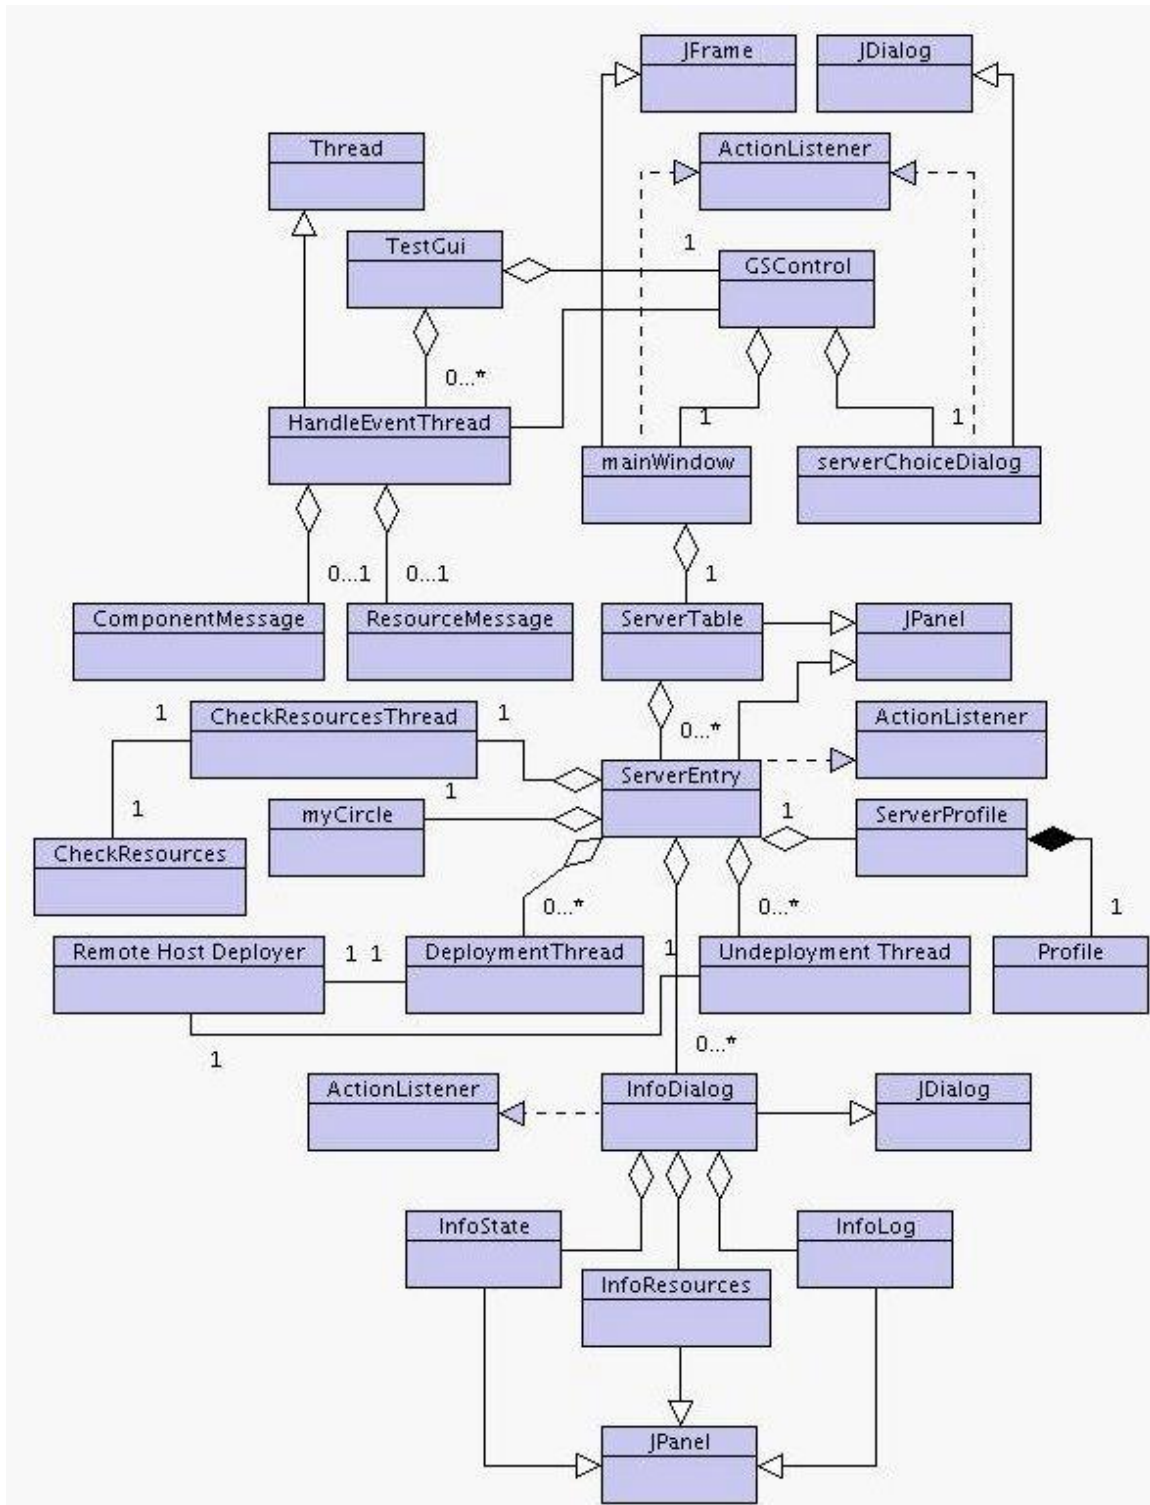 JFrame
JDialog
Thread
ActionListener
TestGui
1
GSControl
0...*
HandleEventThread
1
1
mainWindow
serverChoiceDialog
0...1
0...1
1
ComponentMessage
ResourceMessage
ServerTable
JPanel
1
CheckResourcesThread
1
0...*
ActionListener
ServerEntry
1
myCircle
1
1
ServerProfile
CheckResources
0...*
0...*
1
Remote Host Deployer
1 1
DeploymentThread
1
Undeployment Thread
Profile
1
0...*
ActionListener
InfoDialog
JDialog
InfoState
InfoLog
InfoResources
JPanel